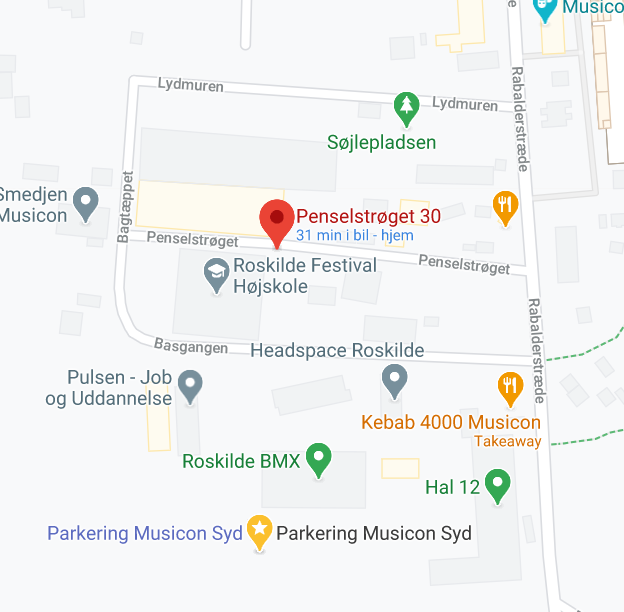 Musico
Lydmuren
Lydmuren
Rabalderstræde
Søjlepladsen
Bagtæppet
Smedjen
Musicon
Penselstrøget 30
31 min i bil - hjem
Penselstrøget
Penselstrøget
Roskilde Festival
Højskole
Rabalderstræde
Basgangen
Headspace Roskilde
Pulsen - Job
og Uddannelse
Kebab 4000 Musicon
Takeaway
Roskilde BMX
Hal 12
Parkering Musicon Syd
Parkering Musicon Syd